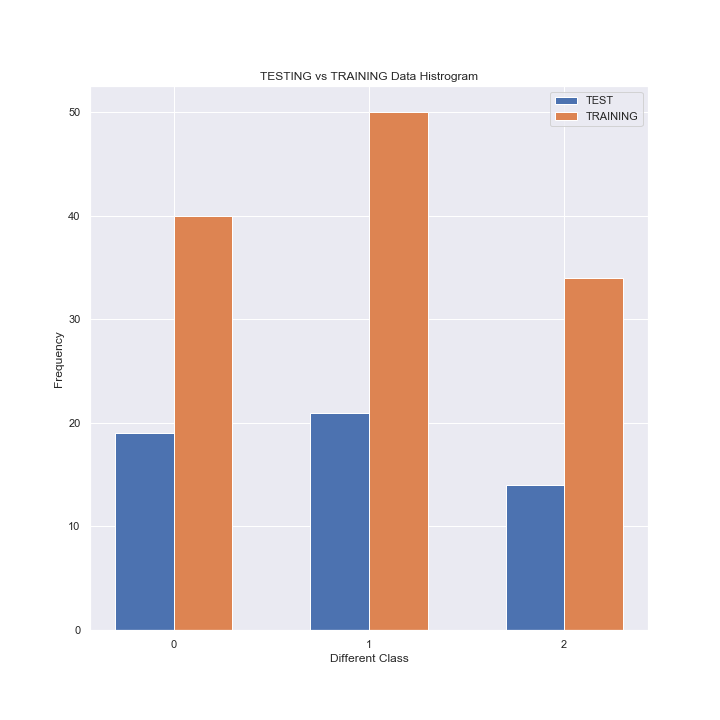 TESTING vs TRAINING Data Histrogram
TEST
TRAINING
50
40
30
20
10
0
Frequency
0 1 2
Different Class